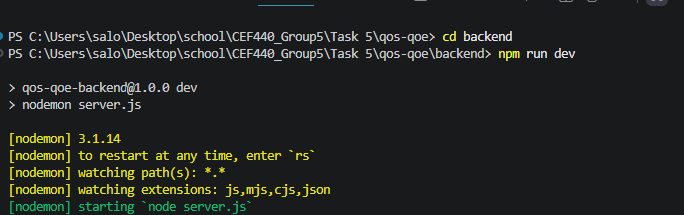 PS C:\Users\salo\Desktop\school\CEF440_Group5\Task 5\qos-qoe> cd backend
PS C:\Users\salo\Desktop\school\CEF440_Group5\Task 5\qos-qoe\backend> npm run dev
> qos-qoe-backend@1.0.0 dev
> nodemon server.js
[nodemon] 3.1.14
[nodemon] to restart at any time, enter `rs`
[nodemon] watching path(s): *.*
[nodemon] watching extensions: js,mjs,cjs,json
[nodemon] starting `node server.js`